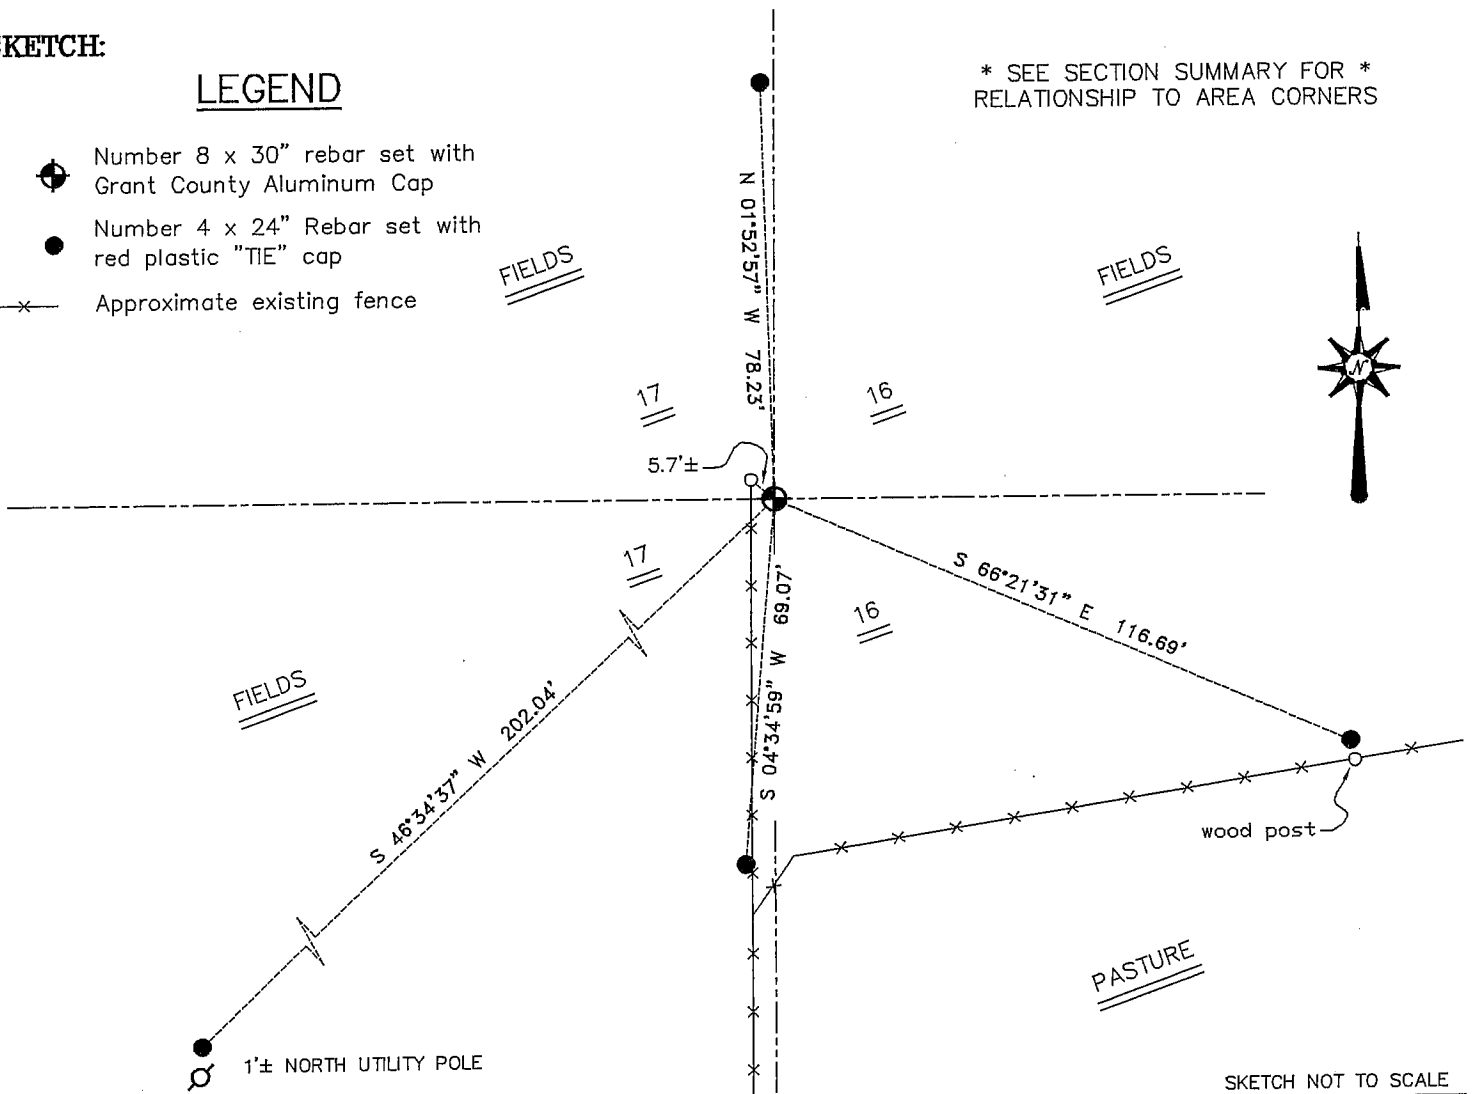 KETCH:
LEGEND
Number 8 x 30" rebar set with
Grant County Aluminum Cap
Number 4 x 24" Rebar set with
red plastic "TIE" cap
Approximate existing fence
* SEE SECTION SUMMARY FOR *
RELATIONSHIP TO AREA CORNERS
N 01°52'57" W 78.23'
FIELDS
FIELDS
N
17
16
5.7'±
17
16
S 66°21'31" E 116.69'
S 04°34'59" W 69.07'
FIELDS
S 46°34'37" W 202.04'
wood post
PASTURE
1'± NORTH UTILITY POLE
SKETCH NOT TO SCALE